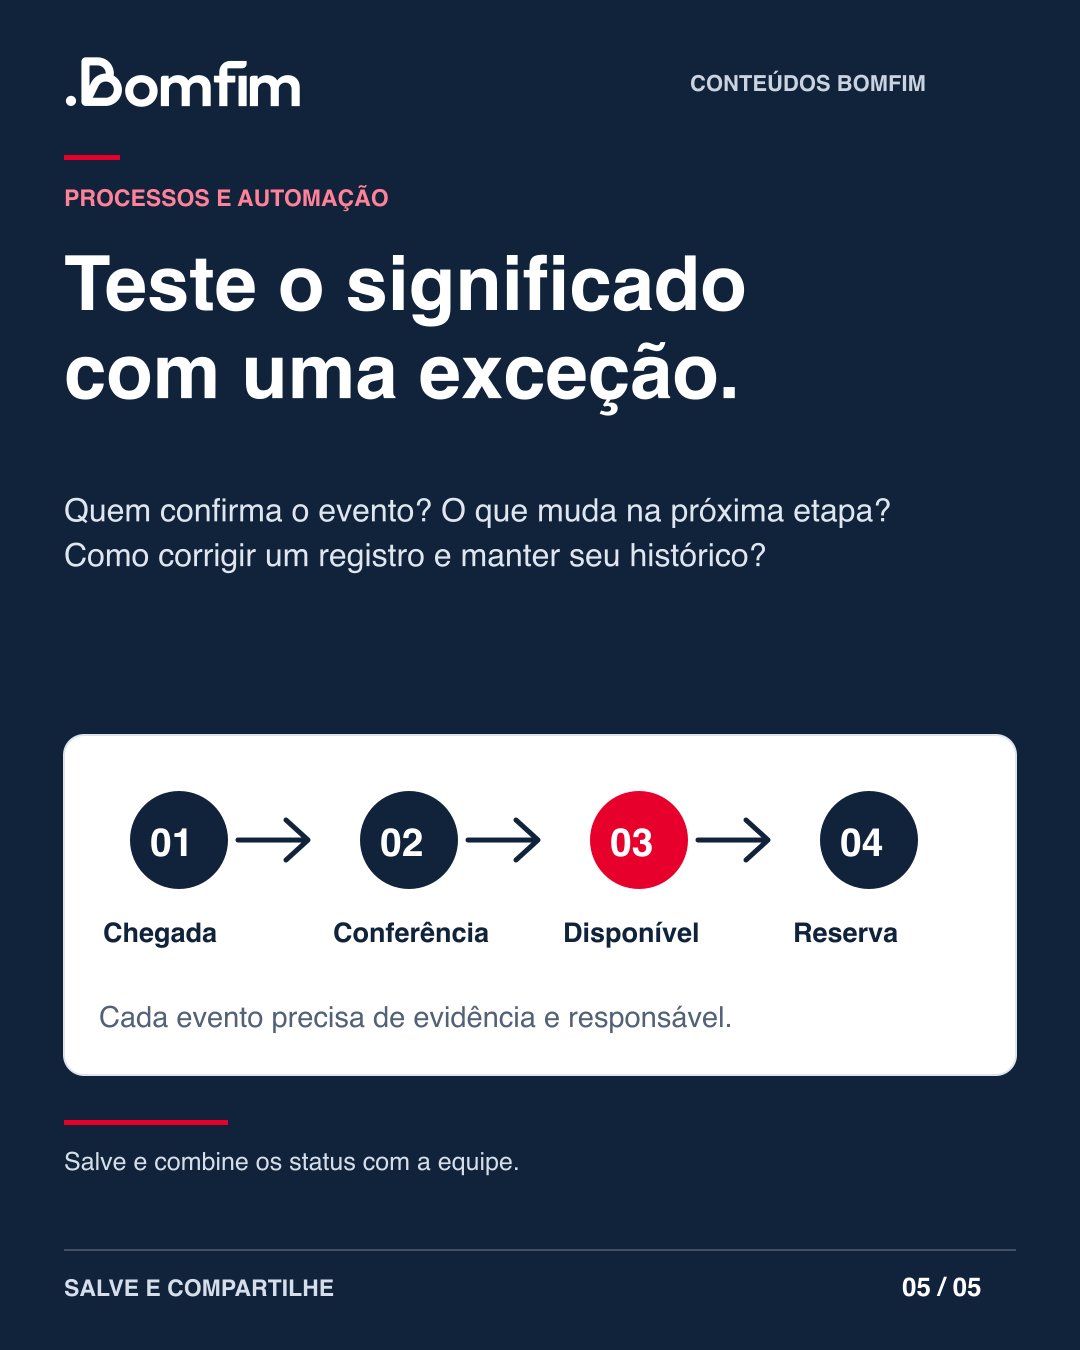 .Bomfim
CONTEÚDOS BOMFIM
PROCESSOS E AUTOMAÇÃO
Teste o significado
com uma exceção.
Quem confirma o evento? O que muda na próxima etapa?
Como corrigir um registro e manter seu histórico?
01
02
03
04
Chegada
Conferência
Disponível
Reserva
Cada evento precisa de evidência e responsável.
Salve e combine os status com a equipe.
SALVE E COMPARTILHE
05 / 05